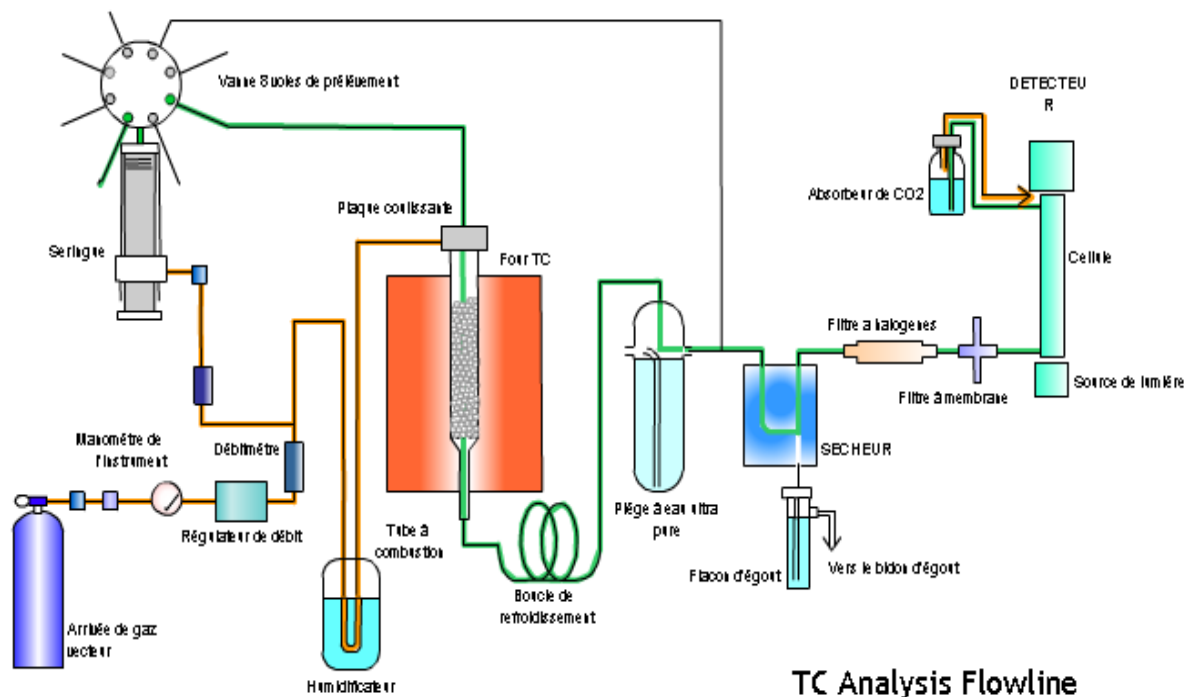 Vanne 8 voies de prélèvement
DETECTEU
R
Absorbeur de CO2
Plaque coulissante
Seringue
Four TC
Cellule
Filtre a halogenes
Source de lumière
Filtre à membrane
Manomètre de
l'instrument
Débitmètre
SECHEUR
Piège à eau ultra
pure
Régulateur de débit
Tube à
combustion
Flacon d'égout
Vers le bidon d'égout
Boucle de
refroidissement
Arrivée de gaz
vecteur
Humidificateur
TC Analysis Flowline